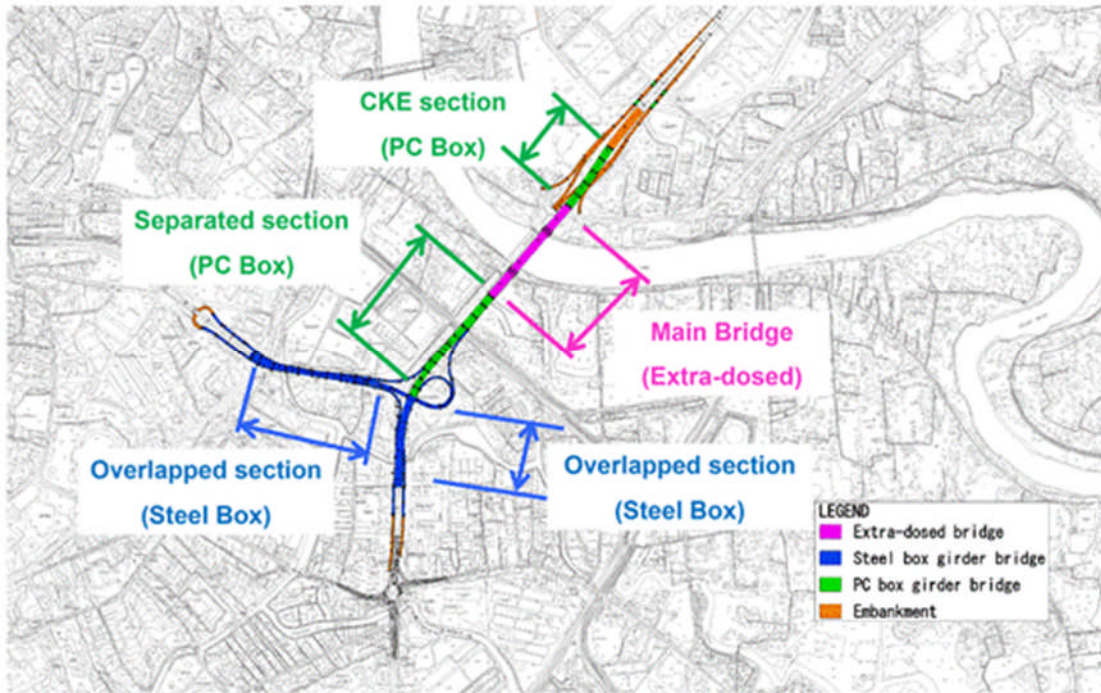 CKE section
(PC Box)
Separated section
(PC Box)
Main Bridge
(Extra-dosed)
Overlapped section
(Steel Box)
Overlapped section
(Steel Box)
LEGEND
Extra-dosed bridge
Steel box girder bridge
PC box girder bridge
Embankment